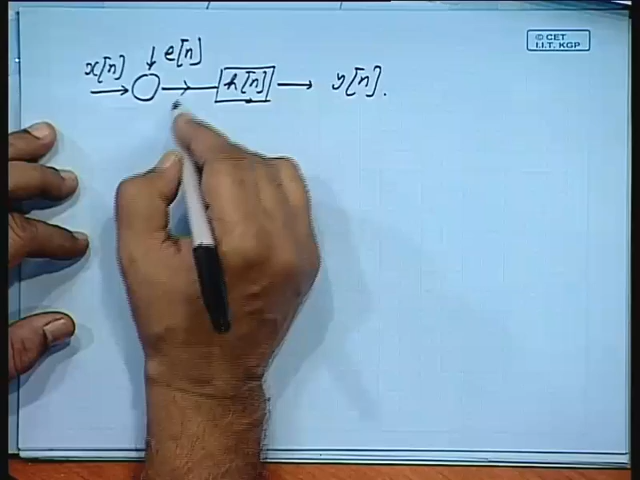 © CET
I.I.T. KGP
e[n]
x[n]
h[n]
y[n].